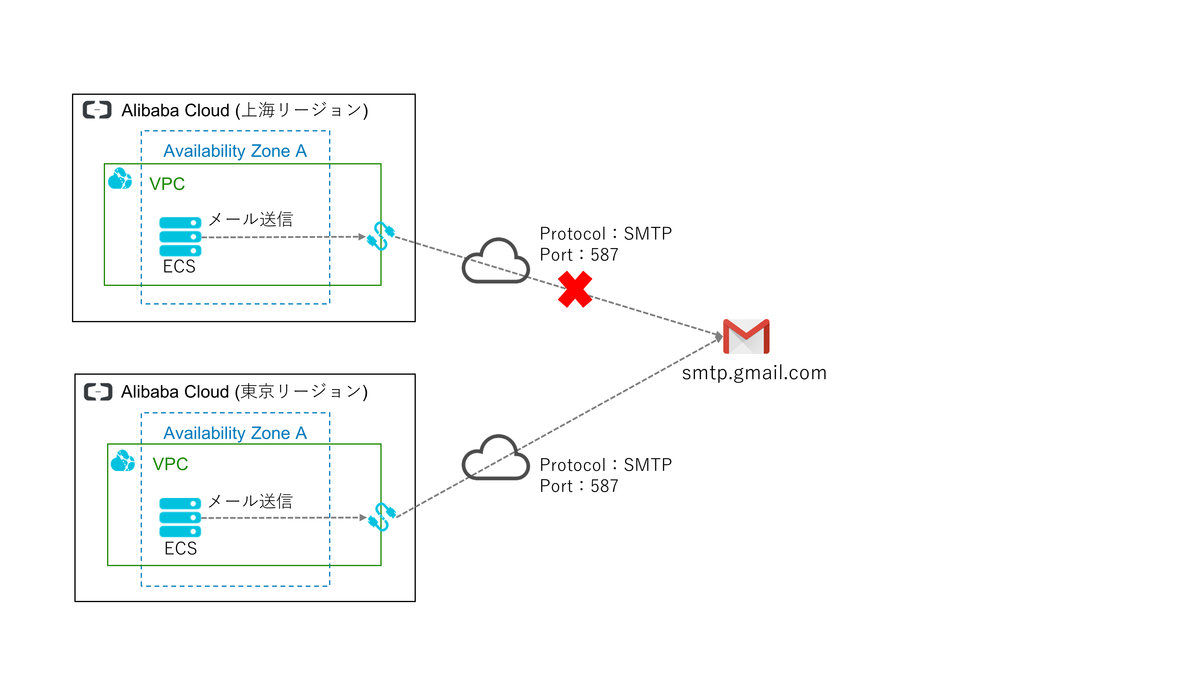 Alibaba Cloud (上海リージョン)
Availability Zone A
VPC
メール送信
ECS
Protocol：SMTP
Port：587
smtp.gmail.com
Alibaba Cloud (東京リージョン)
Availability Zone A
VPC
メール送信
ECS
Protocol：SMTP
Port：587